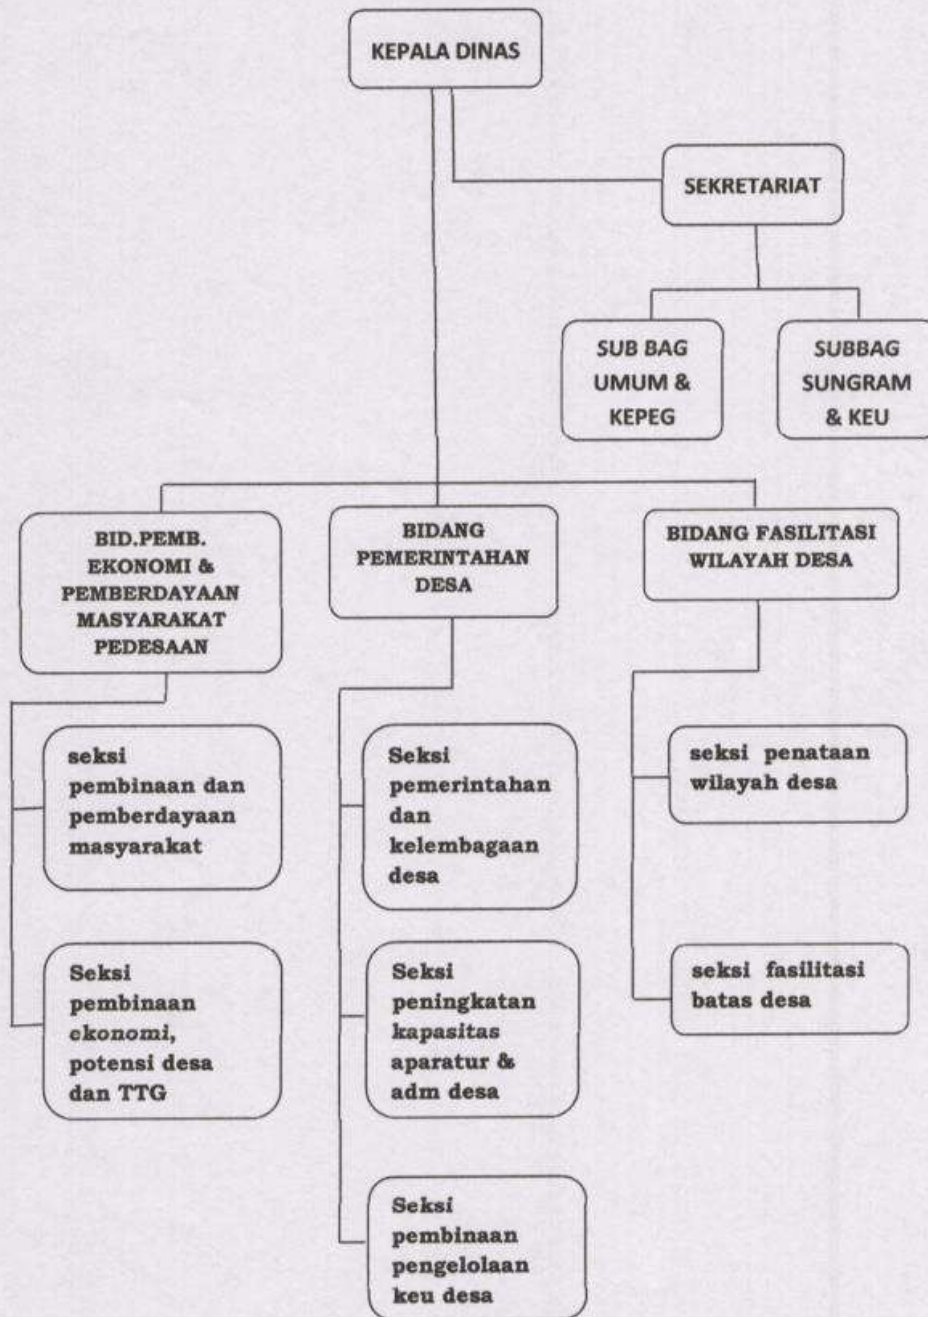 KEPALA DINAS
SEKRETARIAT
SUB BAG
UMUM &
KEPEG
SUBBAG
SUNGRAM
& KEU
BID.PEMB.
EKONOMI &
PEMBERDAYAAN
MASYARAKAT
PEDESAAN
BIDANG
PEMERINTAHAN
DESA
BIDANG FASILITASI
WILAYAH DESA
seksi
pembinaan dan
pemberdayaan
masyarakat
Seksi
pembinaan
ekonomi,
potensi desa
dan TTG
Seksi
pemerintahan
dan
kelembagaan
desa
Seksi
peningkatan
kapasitas
aparatur &
adm desa
Seksi
pembinaan
pengelolaan
keu desa
seksi penataan
wilayah desa
seksi fasilitasi
batas desa